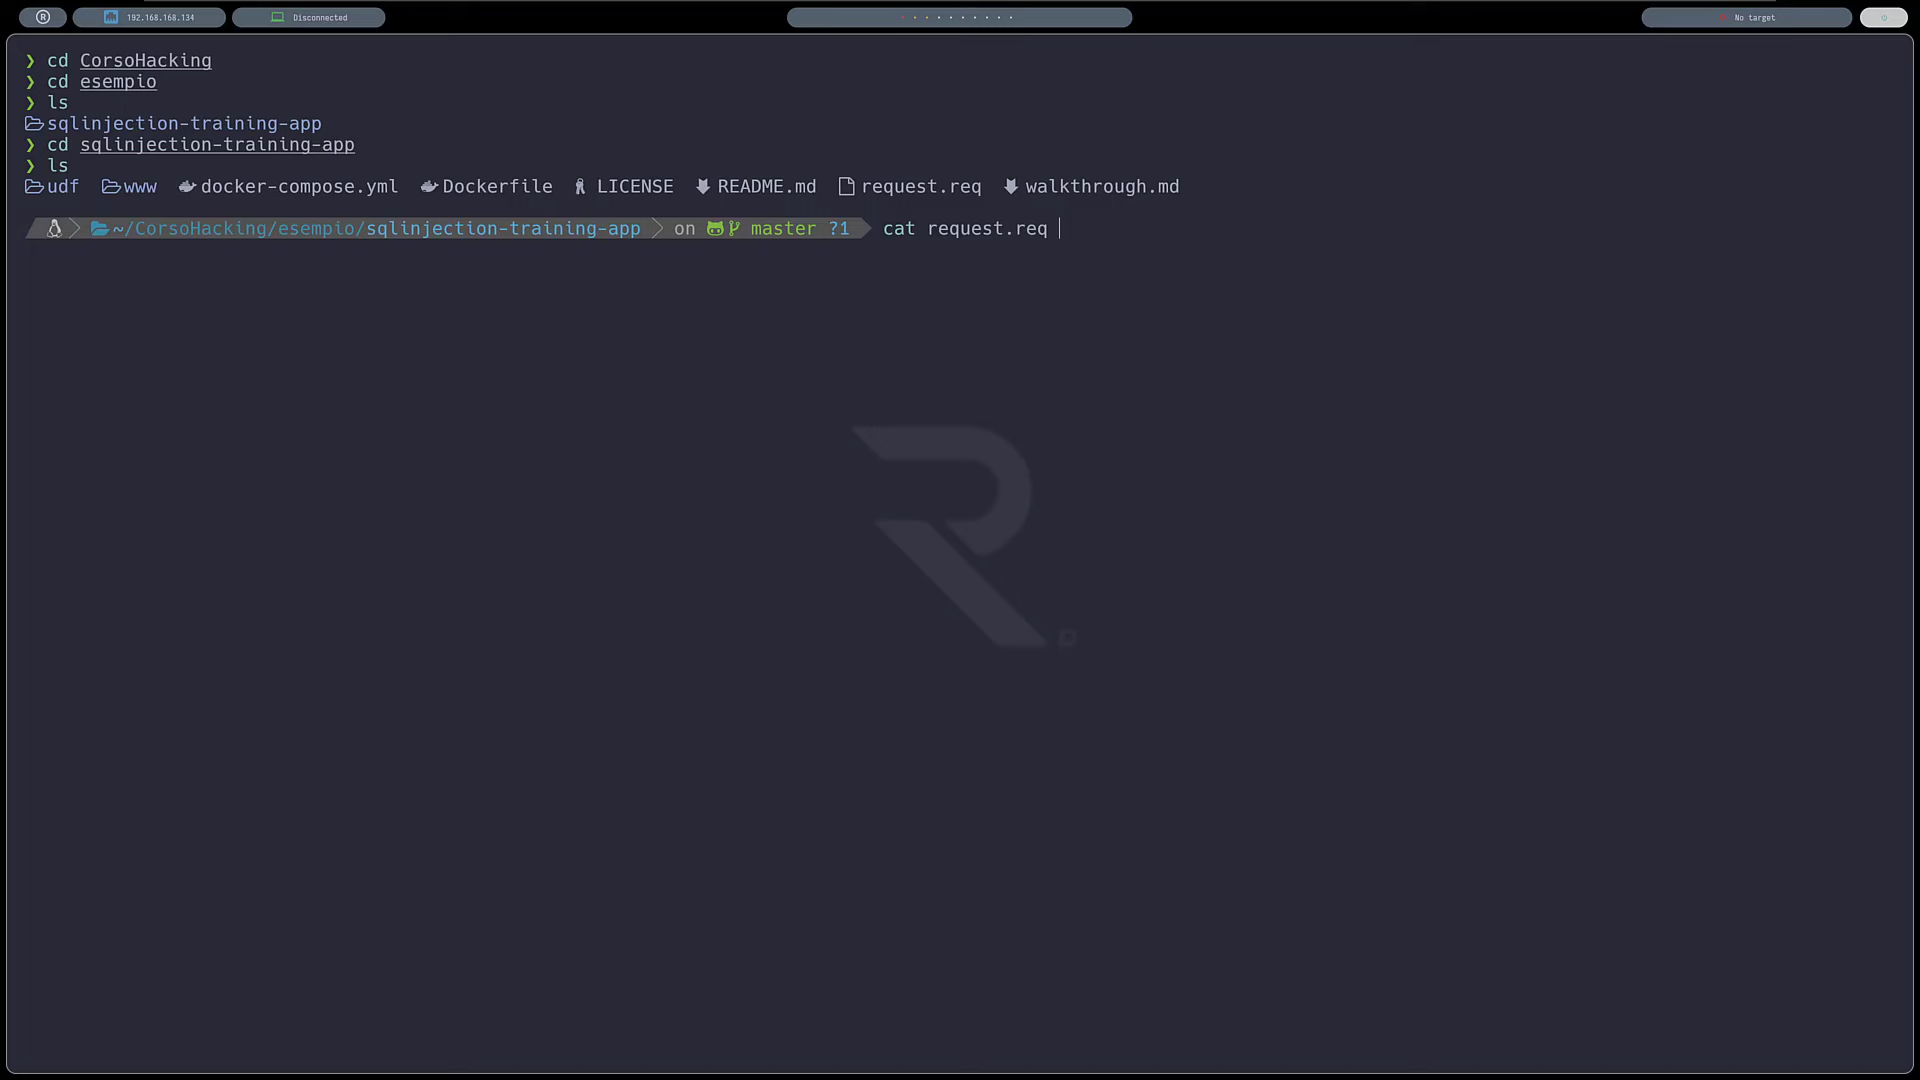 R 192.168.168.134 Disconnected No target
❯ cd CorsoHacking
❯ cd esempio
❯ ls
sqlinjection-training-app
❯ cd sqlinjection-training-app
❯ ls
udf www docker-compose.yml Dockerfile LICENSE README.md request.req walkthrough.md
~/CorsoHacking/esempio/sqlinjection-training-app on master ?1 cat request.req
R